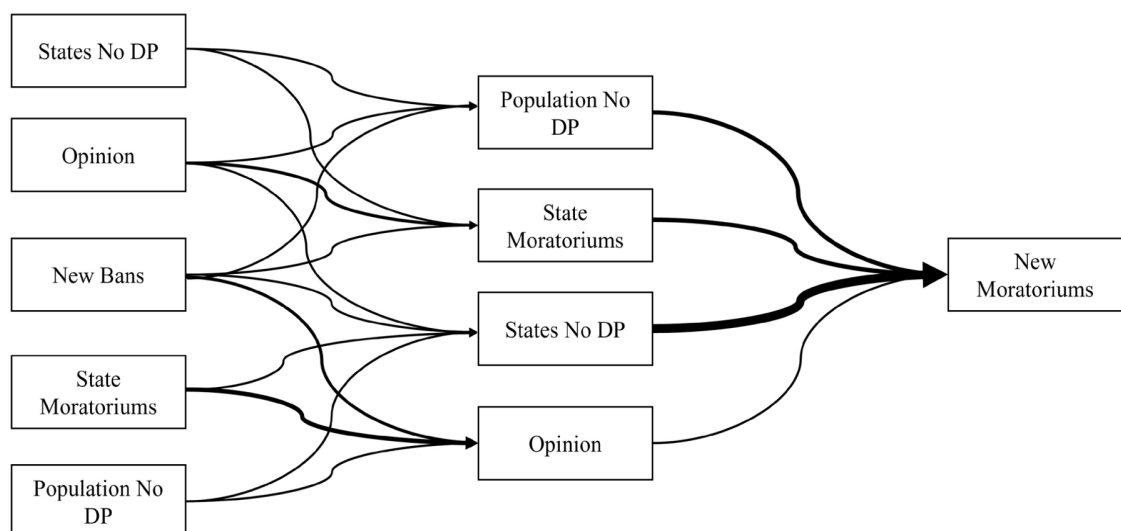 States No DP
Opinion
New Bans
State
Moratoriums
Population No
DP
Population No
DP
State
Moratoriums
States No DP
Opinion
New
Moratoriums